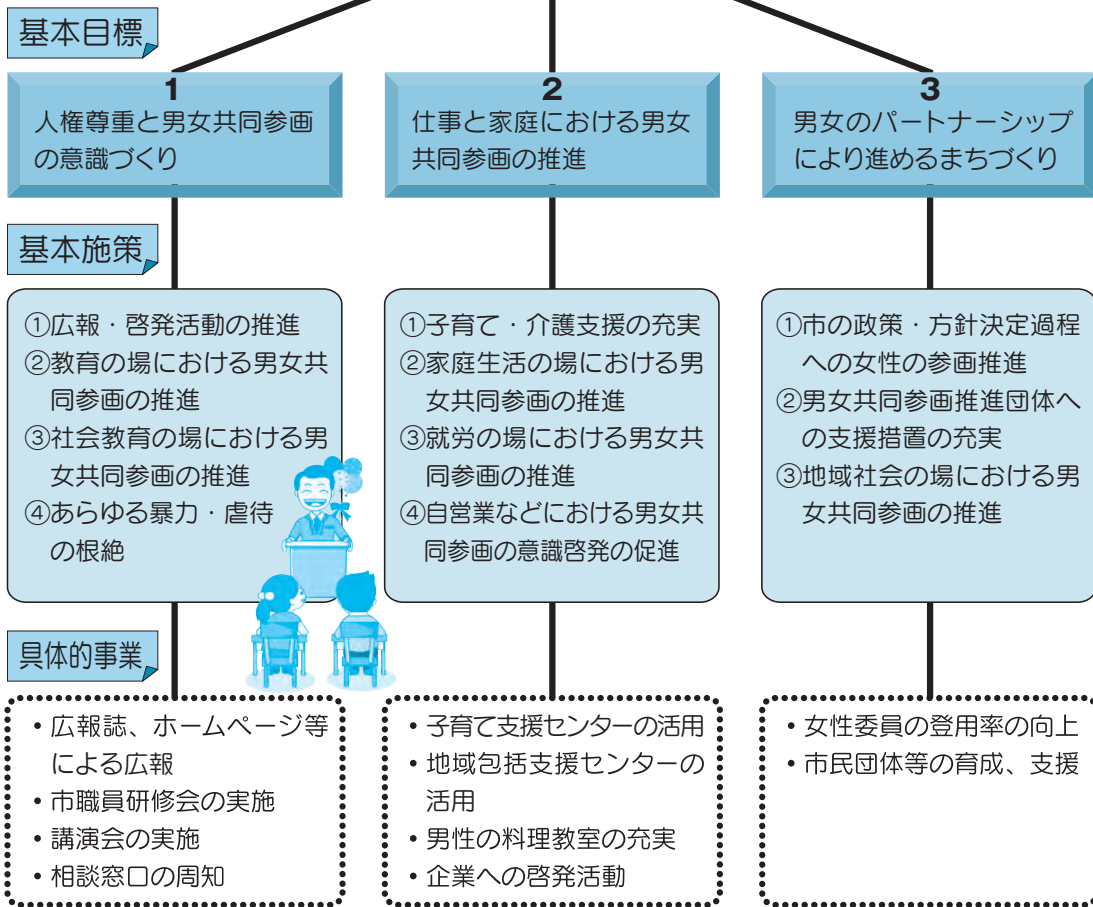 基本目標
1
人権尊重と男女共同参画
の意識づくり
2
仕事と家庭における男女
共同参画の推進
3
男女のパートナーシップ
により進めるまちづくり
基本施策
①広報・啓発活動の推進
②教育の場における男女共
同参画の推進
③社会教育の場における男
女共同参画の推進
④あらゆる暴力・虐待
の根絶
①子育て・介護支援の充実
②家庭生活の場における男
女共同参画の推進
③就労の場における男女共
同参画の推進
④自営業などにおける男女共
同参画の意識啓発の促進
①市の政策・方針決定過程
への女性の参画推進
②男女共同参画推進団体へ
の支援措置の充実
③地域社会の場における男
女共同参画の推進
具体的事業
・広報誌、ホームページ等
による広報
・市職員研修会の実施
・講演会の実施
・相談窓口の周知
・子育て支援センターの活用
・地域包括支援センターの
活用
・男性の料理教室の充実
・企業への啓発活動
・女性委員の登用率の向上
・市民団体等の育成、支援